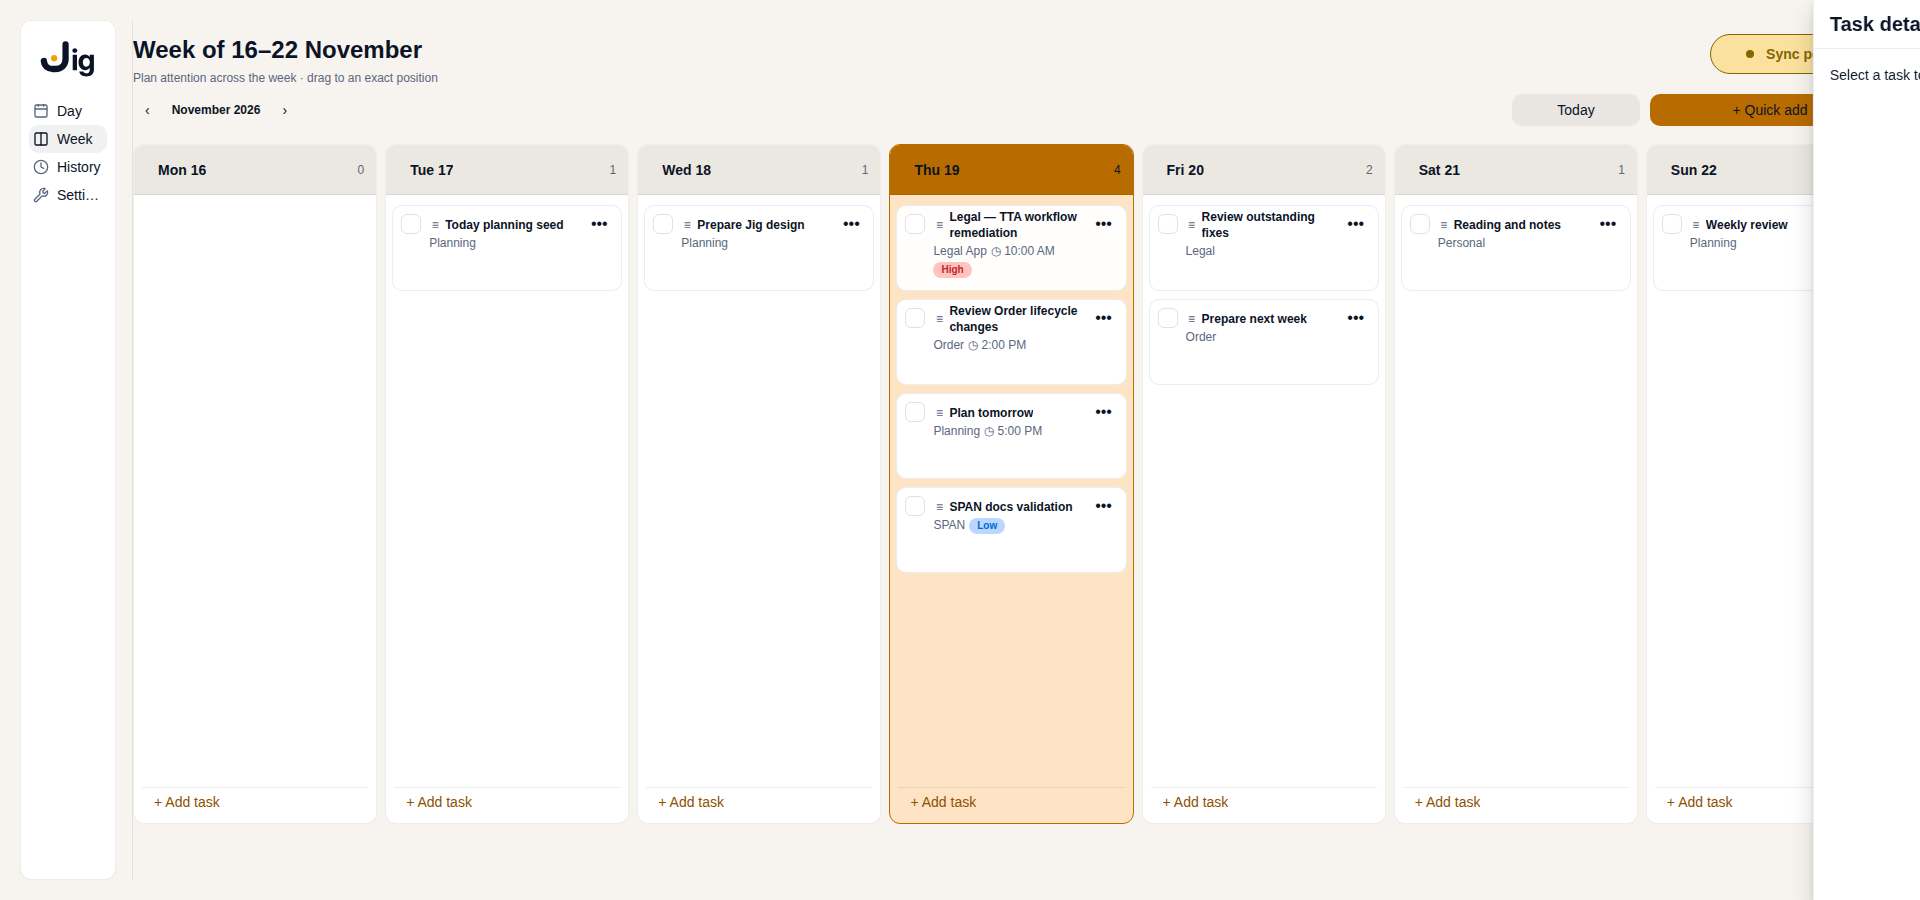 Jig
Day
Week
History
Setti…
Week of 16–22 November
Plan attention across the week · drag to an exact position
Sync p
‹ November 2026 ›
Today
+ Quick add
Mon 16 0
+ Add task
Tue 17 1
≡ Today planning seed •••
Planning
+ Add task
Wed 18 1
≡ Prepare Jig design •••
Planning
+ Add task
Thu 19 4
≡ Legal — TTA workflow •••
remediation
Legal App ◷ 10:00 AM
High
≡ Review Order lifecycle •••
changes
Order ◷ 2:00 PM
≡ Plan tomorrow •••
Planning ◷ 5:00 PM
≡ SPAN docs validation •••
SPAN Low
+ Add task
Fri 20 2
≡ Review outstanding •••
fixes
Legal
≡ Prepare next week •••
Order
+ Add task
Sat 21 1
≡ Reading and notes •••
Personal
+ Add task
Sun 22
≡ Weekly review
Planning
+ Add task
Task deta
Select a task to